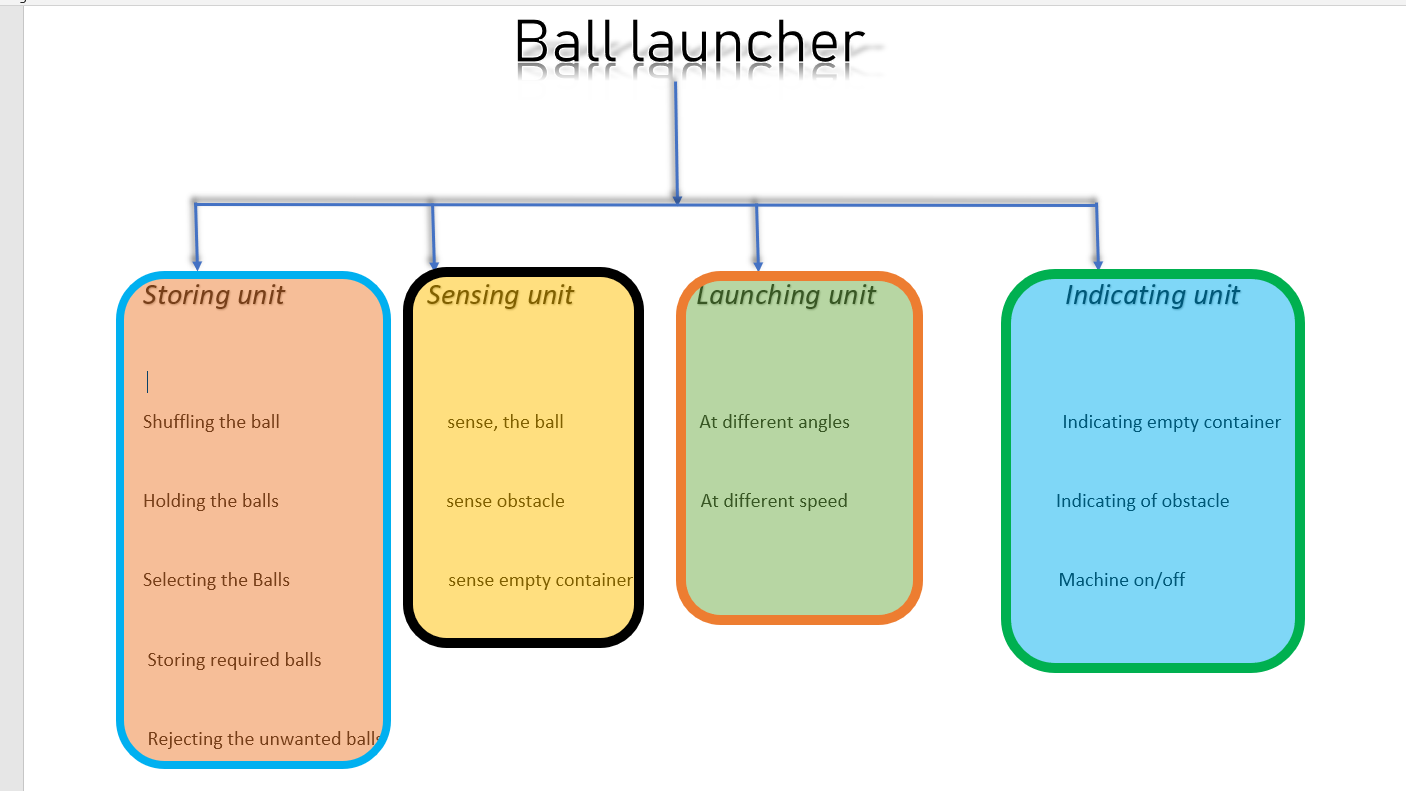 Ball launcher
Storing unit
Shuffling the ball
Holding the balls
Selecting the Balls
Storing required balls
Rejecting the unwanted balls
Sensing unit
sense, the ball
sense obstacle
sense empty container
Launching unit
At different angles
At different speed
Indicating unit
Indicating empty container
Indicating of obstacle
Machine on/off